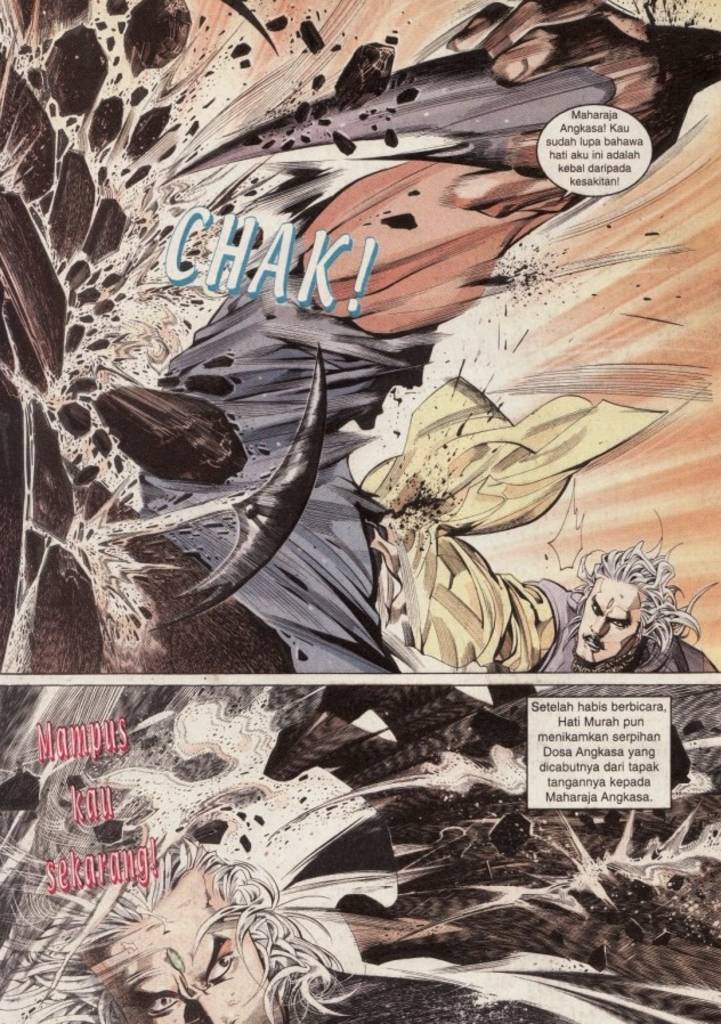 Maharaja
Angkasa! Kau
sudah lupa bahawa
hati aku ini adalah
kebal daripada
kesakitan!
CHAK!
Setelah habis berbicara,
Hati Murah pun
menikamkan serpihan
Dosa Angkasa yang
dicabutnya dari tapak
tangannya kepada
Maharaja Angkasa.
Mampus
kau
sekarang!